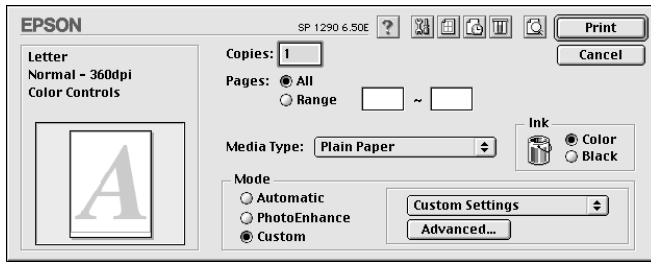 EPSON
SP 1290 6.50E
?
Print
Cancel
Letter
Normal - 360dpi
Color Controls
A
Copies: 1
Pages: All
Range ~
Media Type: Plain Paper
Ink
Color
Black
Mode
Automatic
PhotoEnhance
Custom
Custom Settings
Advanced...